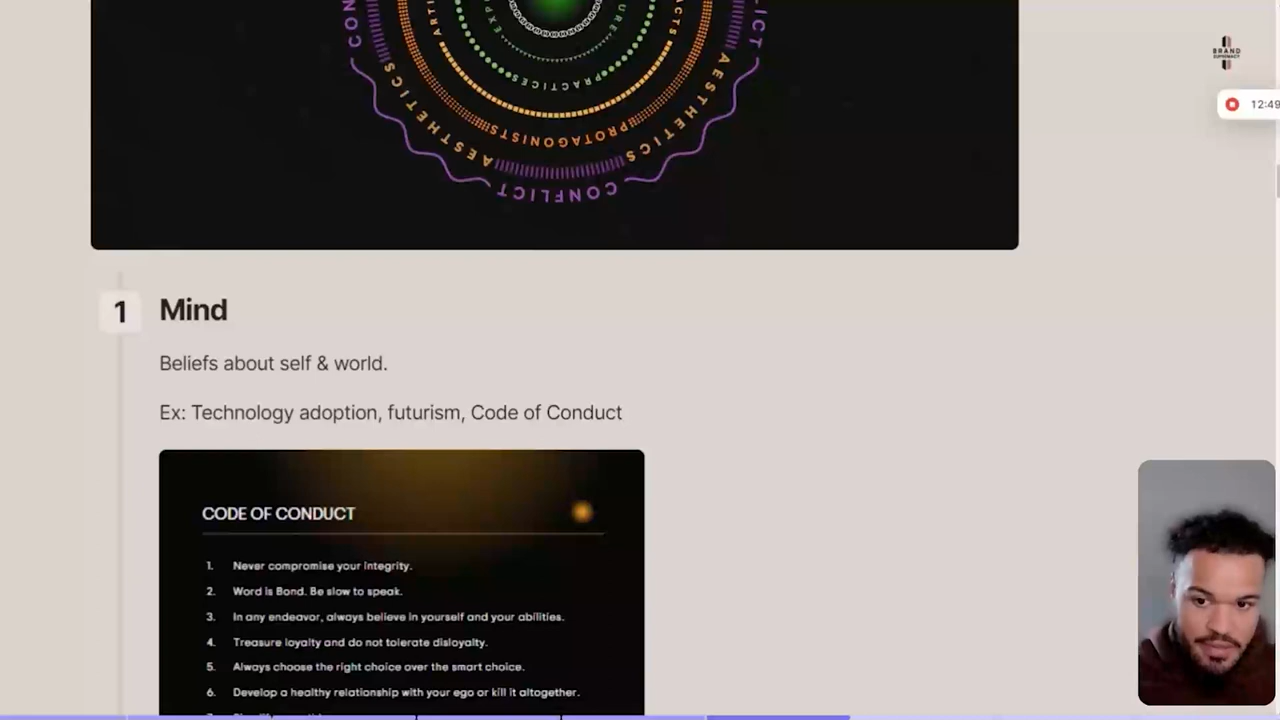 BRAND
SUPREMACY
12:49
CONFLICT
AESTHETICS
AESTHETICS
PROTAGONISTS
PRACTICES
CONFLICT
1
Mind
Beliefs about self & world.
Ex: Technology adoption, futurism, Code of Conduct
CODE OF CONDUCT
1. Never compromise your integrity.
2. Word is Bond. Be slow to speak.
3. In any endeavor, always believe in yourself and your abilities.
4. Treasure loyalty and do not tolerate disloyalty.
5. Always choose the right choice over the smart choice.
6. Develop a healthy relationship with your ego or kill it altogether.